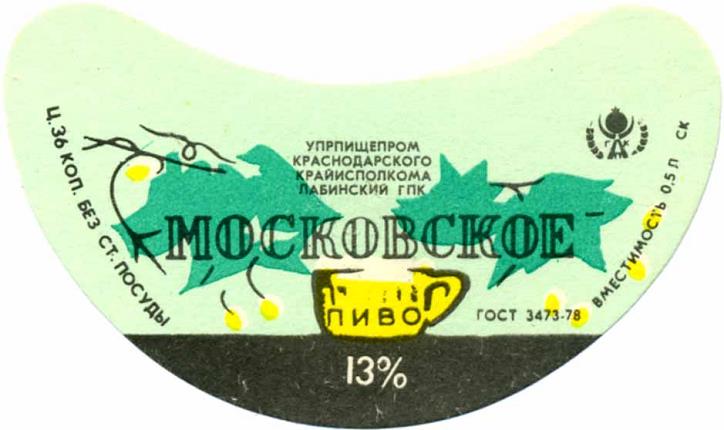 УПРПИЩЕПРОМ
КРАСНОДАРСКОГО
КРАЙИСПОЛКОМА
ЛАБИНСКИЙ ГПК
Ц. 36 КОП. БЕЗ СТ. ПОСУДЫ
МОСКОВСКОЕ
ПИВО
ГОСТ 3473-78
ВМЕСТИМОСТЬ 0,5 Л СК
13%